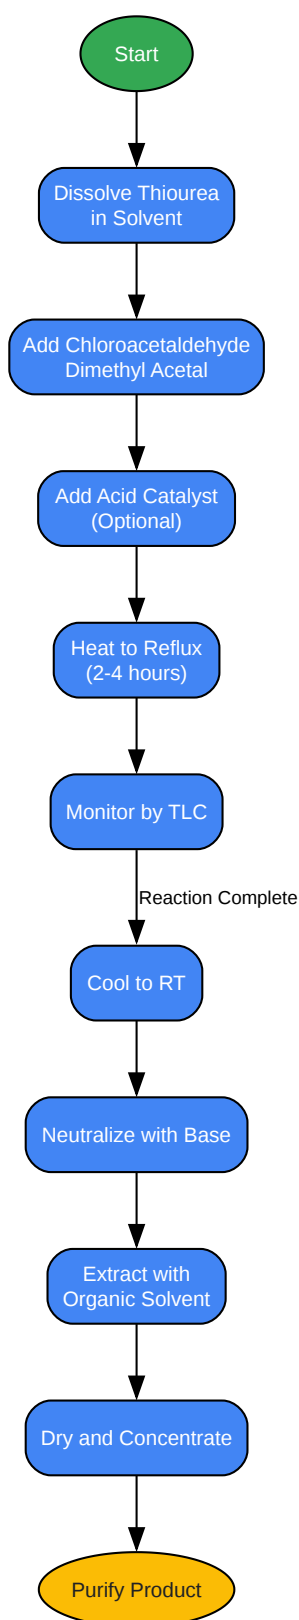 Start
Dissolve Thiourea
in Solvent
Add Chloroacetaldehyde
Dimethyl Acetal
Add Acid Catalyst
(Optional)
Heat to Reflux
(2-4 hours)
Monitor by TLC
Reaction Complete
Cool to RT
Neutralize with Base
Extract with
Organic Solvent
Dry and Concentrate
Purify Product